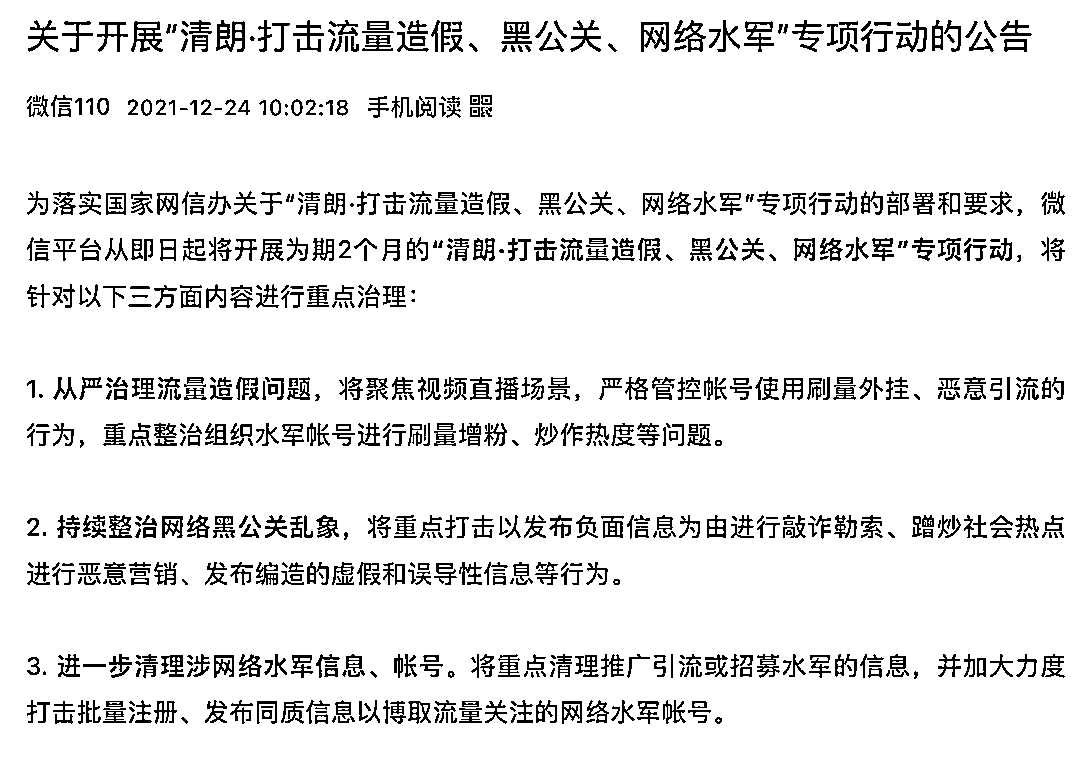 关于开展“清朗·打击流量造假、黑公关、网络水军”专项行动的公告
微信110 2021-12-24 10:02:18 手机阅读
为落实国家网信办关于“清朗·打击流量造假、黑公关、网络水军”专项行动的部署和要求，微
信平台从即日起将开展为期2个月的“清朗·打击流量造假、黑公关、网络水军”专项行动，将
针对以下三方面内容进行重点治理：
1. 从严治理流量造假问题，将聚焦视频直播场景，严格管控帐号使用刷量外挂、恶意引流的
行为，重点整治组织水军帐号进行刷量增粉、炒作热度等问题。
2. 持续整治网络黑公关乱象，将重点打击以发布负面信息为由进行敲诈勒索、蹭炒社会热点
进行恶意营销、发布编造的虚假和误导性信息等行为。
3. 进一步清理涉网络水军信息、帐号。将重点清理推广引流或招募水军的信息，并加大力度
打击批量注册、发布同质信息以博取流量关注的网络水军帐号。